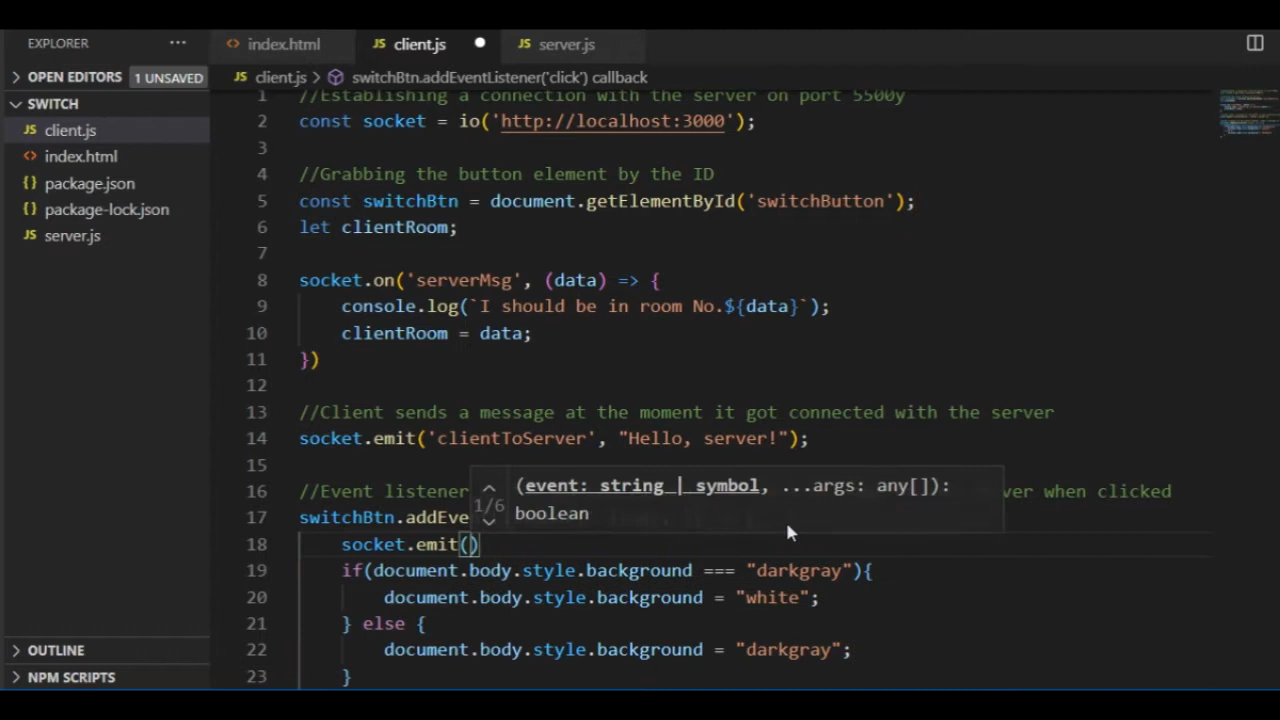 EXPLORER ···
index.html client.js server.js
OPEN EDITORS 1 UNSAVED
JS client.js > switchBtn.addEventListener('click') callback
SWITCH
JS client.js
index.html
{} package.json
{} package-lock.json
JS server.js
OUTLINE
NPM SCRIPTS
1 //Establishing a connection with the server on port 5500y
2 const socket = io('http://localhost:3000');
3
4 //Grabbing the button element by the ID
5 const switchBtn = document.getElementById('switchButton');
6 let clientRoom;
7
8 socket.on('serverMsg', (data) => {
9 console.log(`I should be in room No.${data}`);
10 clientRoom = data;
11 })
12
13 //Client sends a message at the moment it got connected with the server
14 socket.emit('clientToServer', "Hello, server!");
15
16 //Event listener ver when clicked
(event: string | symbol, ...args: any[]):
1/6
boolean
17 switchBtn.addEve
18 socket.emit()
19 if(document.body.style.background === "darkgray"){
20 document.body.style.background = "white";
21 } else {
22 document.body.style.background = "darkgray";
23 }